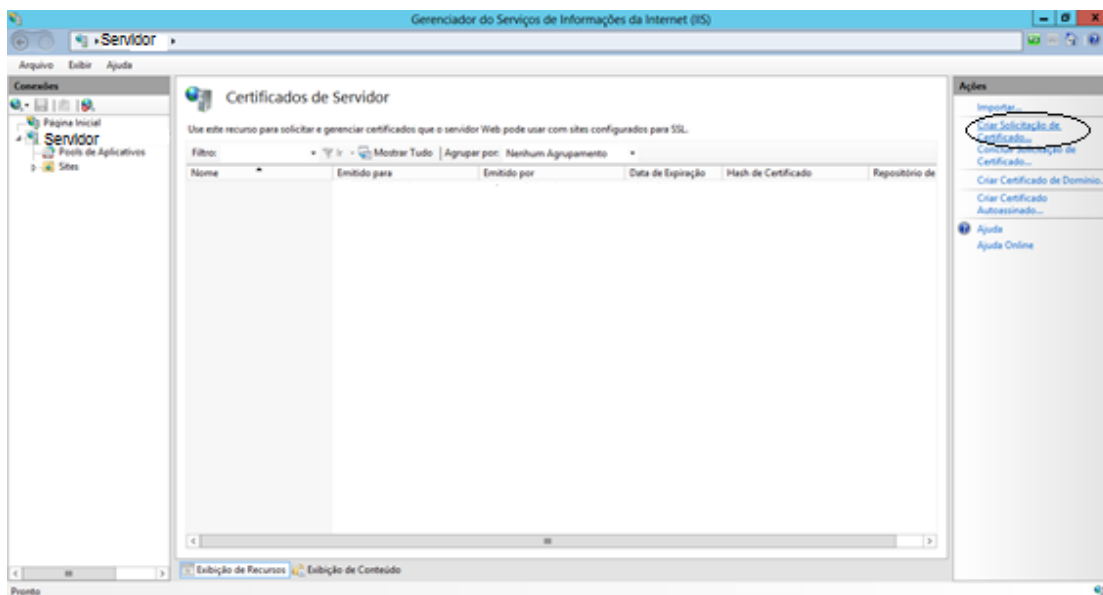 Gerenciador do Serviços de Informações da Internet (IIS)
Servidor
Arquivo Exibir Ajuda
Conexões
Página Inicial
Servidor
Pools de Aplicativos
Sites
Certificados de Servidor
Use este recurso para solicitar e gerenciar certificados que o servidor Web pode usar com sites configurados para SSL.
Filtro: Ir Mostrar Tudo Agrupar por: Nenhum Agrupamento
Nome Emitido para Emitido por Data de Expiração Hash de Certificado Repositório de
Exibição de Recursos Exibição de Conteúdo
Ações
Importar...
Criar Solicitação de
Certificado...
Concluir Solicitação de
Certificado...
Criar Certificado de Domínio.
Criar Certificado
Autoassinado...
Ajuda
Ajuda Online
Pronto